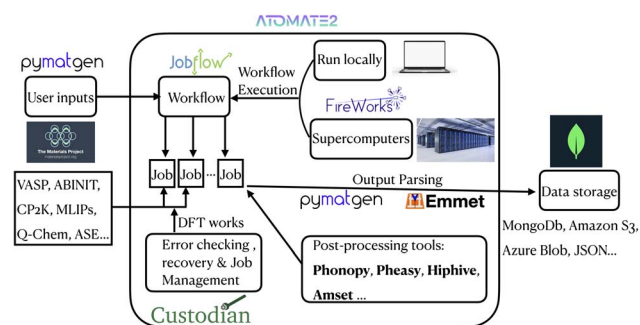 ATOMATE2
pymatgen
Jobflow
Workflow
Execution
Run locally
User inputs
Workflow
FireWorks
Supercomputers
The Materials Project
VASP, ABINIT,
CP2K, MLIPs,
Q-Chem, ASE...
Job
Job
...
Job
Output Parsing
Data storage
pymatgen
Emmet
DFT works
MongoDb, Amazon S3,
Azure Blob, JSON...
Error checking ,
recovery & Job
Management
Post-processing tools:
Phonopy, Pheasy, Hiphive,
Amset ...
Custodian